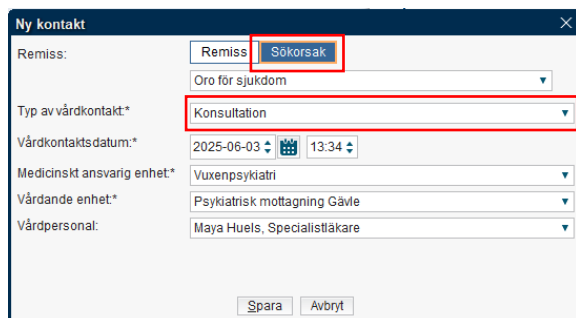 Ny kontakt
Remiss: Remiss Sökorsak
Oro för sjukdom
Typ av vårdkontakt:* Konsultation
Vårdkontaktsdatum:* 2025-06-03 13:34
Medicinskt ansvarig enhet:* Vuxenpsykiatri
Vårdande enhet:* Psykiatrisk mottagning Gävle
Vårdpersonal: Maya Huels, Specialistläkare
Spara Avbryt